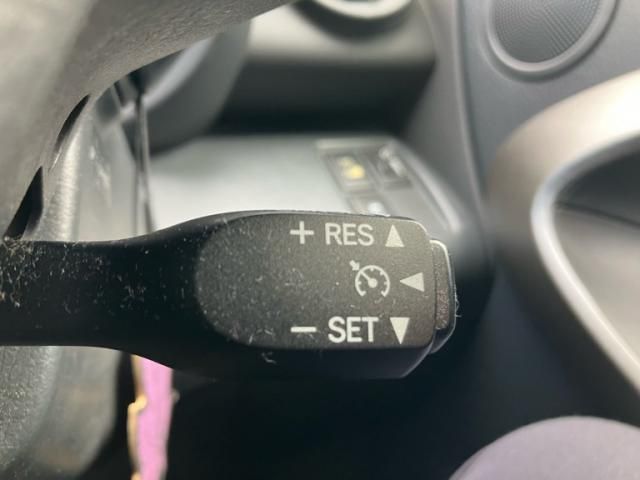 + RES ▲
◀
− SET ▼